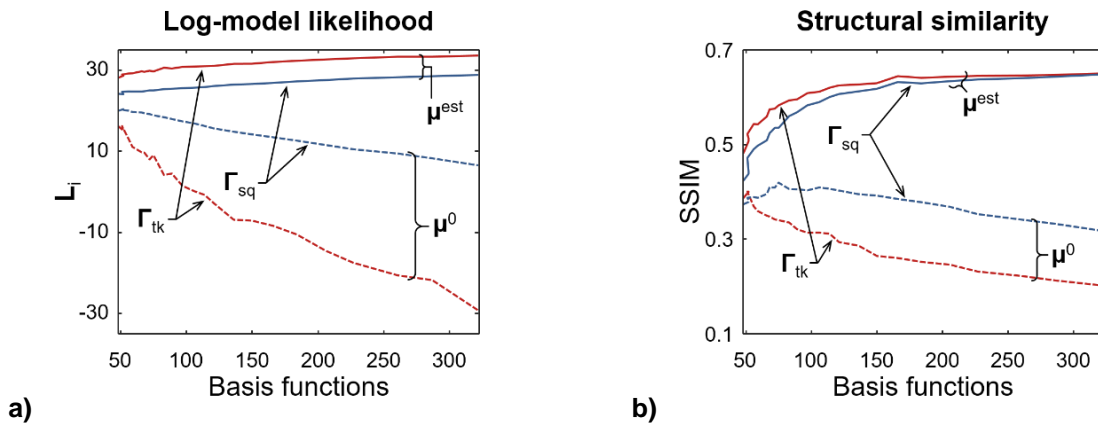 Log-model likelihood
30
10
-10
-30
L_i
50 100 150 200 250 300
Basis functions
Γ_tk
Γ_sq
μ^est
μ^0
a)
Structural similarity
0.7
0.5
0.3
0.1
SSIM
50 100 150 200 250 300
Basis functions
μ^est
Γ_sq
Γ_tk
μ^0
b)